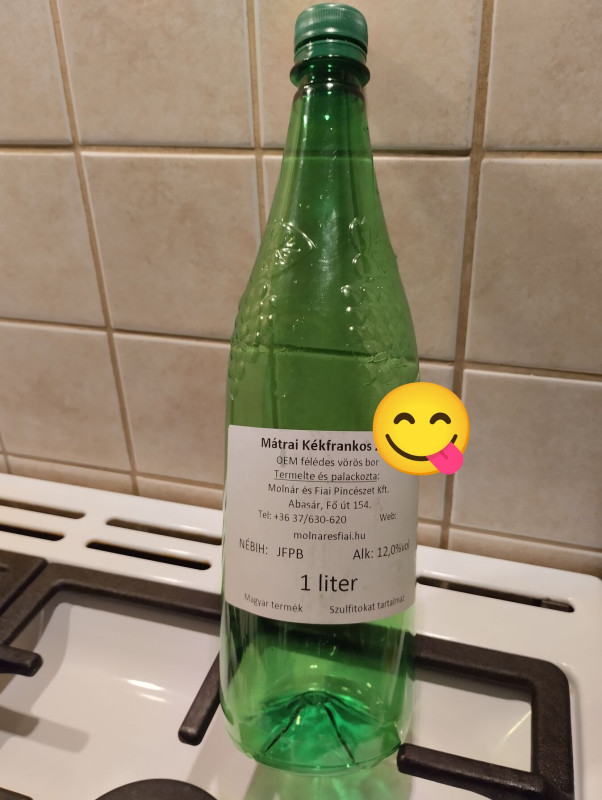 Mátrai Kékfrankos
OEM félédes vörös bor
Termelte és palackozta:
Molnár és Fiai Pincészet Kft.
Abasár, Fő út 154.
Tel: +36 37/630-620 Web:
molnaresfiai.hu
NÉBIH: JFPB Alk: 12,0%vol
1 liter
Magyar termék Szulfitokat tartalmaz